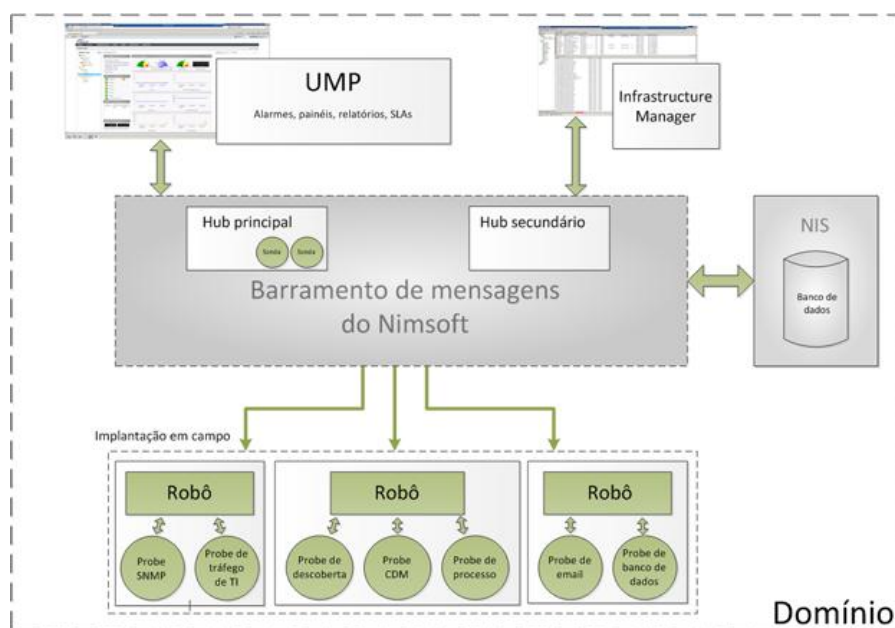 UMP
Alarmes, painéis, relatórios, SLAs
Infrastructure
Manager
Hub principal
Sonda
Sonda
Hub secundário
Barramento de mensagens
do Nimsoft
NIS
Banco de
dados
Implantação em campo
Robô
Robô
Robô
Probe
SNMP
Probe de
tráfego
de TI
Probe de
descoberta
Probe
CDM
Probe de
processo
Probe de
email
Probe de
banco de
dados
Domínio